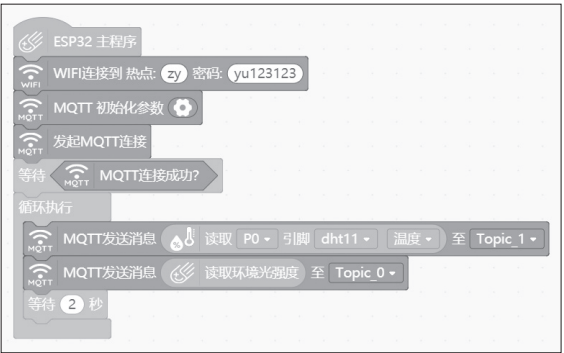 ESP32 主程序
WIFI WIFI连接到 热点: zy 密码: yu123123
MQTT MQTT 初始化参数
MQTT 发起MQTT连接
等待 MQTT MQTT连接成功?
循环执行
MQTT MQTT发送消息 读取 P0 引脚 dht11 温度 至 Topic_1
MQTT MQTT发送消息 读取环境光强度 至 Topic_0
等待 2 秒